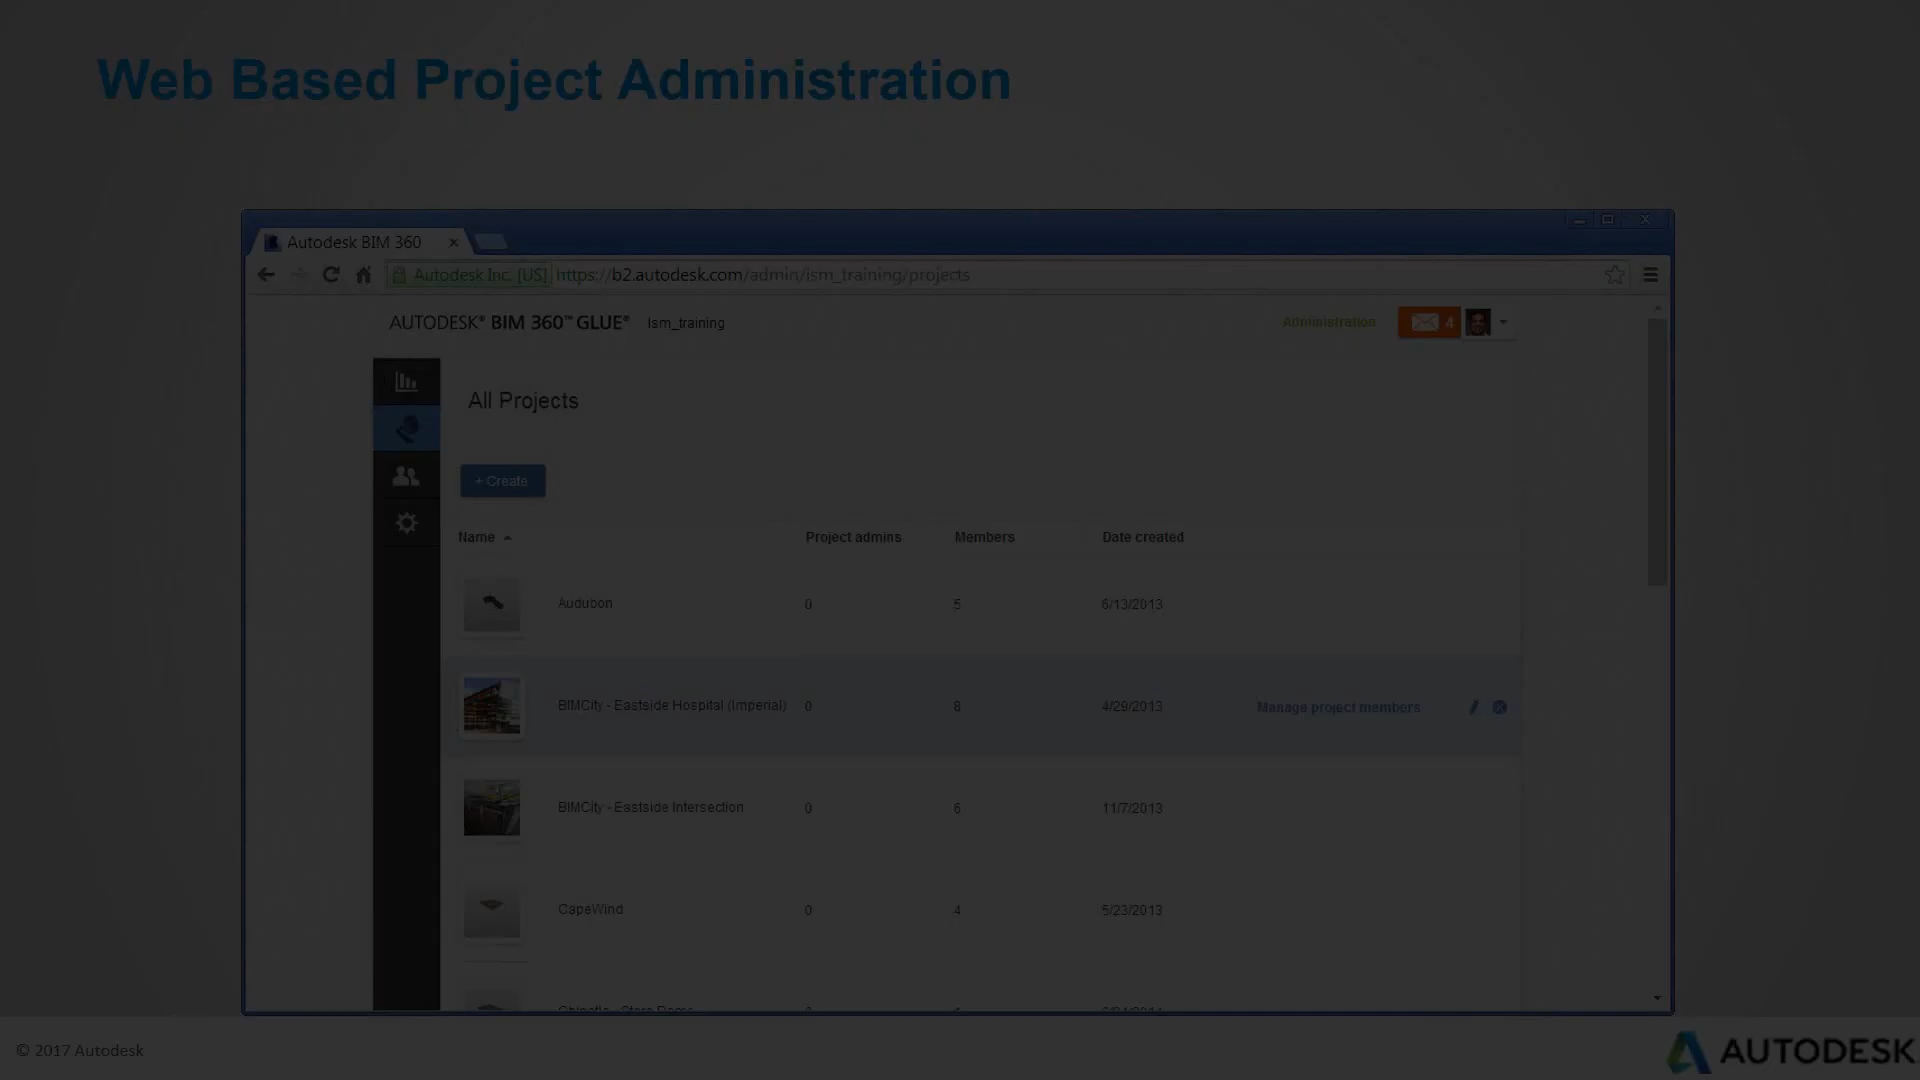 Web Based Project Administration
Autodesk BIM 360
Autodesk Inc. [US] https://b2.autodesk.com/admin/ism_training/projects
AUTODESK® BIM 360™ GLUE® Ism_training Administration 4
All Projects
+ Create
Name Project admins Members Date created
Audubon 0 5 6/13/2013
BIMCity - Eastside Hospital (Imperial) 0 8 4/29/2013 Manage project members
BIMCity - Eastside Intersection 0 6 11/7/2013
CapeWind 0 4 5/23/2013
© 2017 Autodesk
AUTODESK